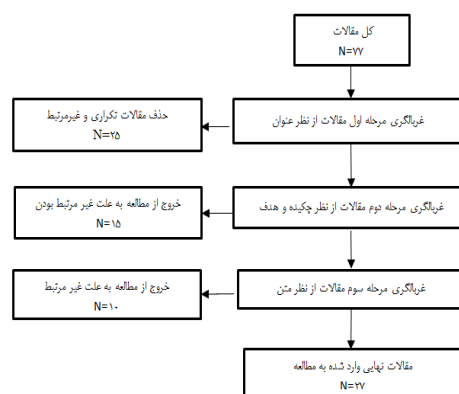 کل مقالات
N=۷۷
غربالگری مرحله اول مقالات از نظر عنوان
حذف مقالات تکراری و غیرمرتبط
N=۲۵
غربالگری مرحله دوم مقالات از نظر چکیده و هدف
خروج از مطالعه به علت غیر مرتبط بودن
N=۱۵
غربالگری مرحله سوم مقالات از نظر متن
خروج از مطالعه به علت غیر مرتبط
N=۱۰
مقالات نهایی وارد شده به مطالعه
N=۲۷